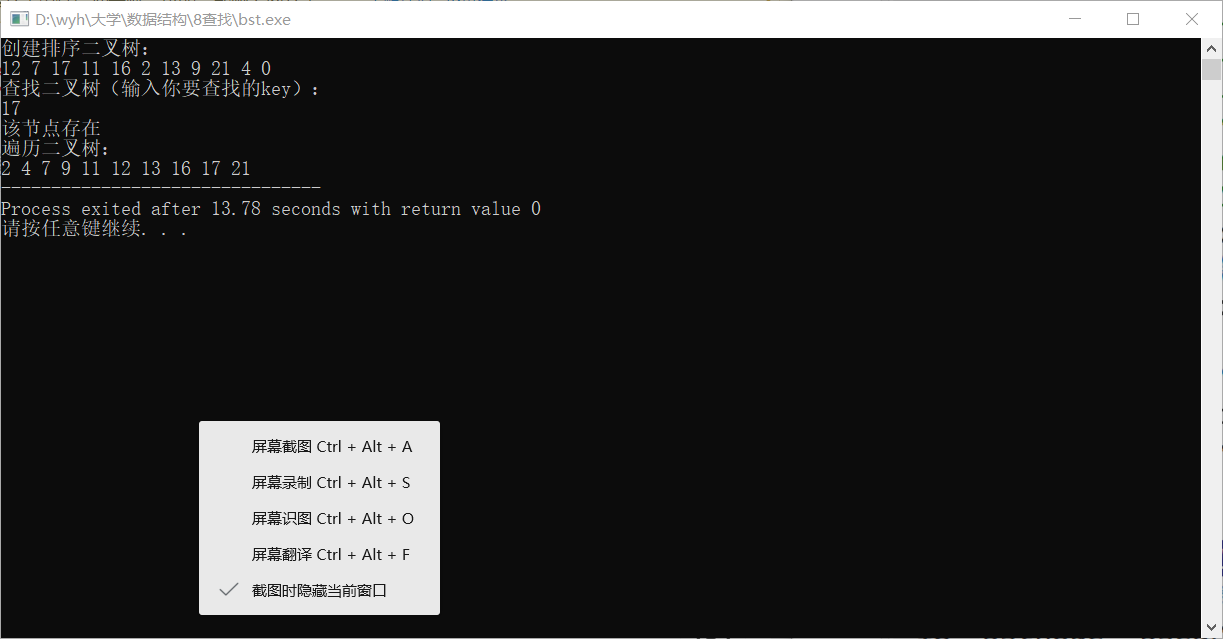 D:\wyh\大学\数据结构\8查找\bst.exe
创建排序二叉树：
12 7 17 11 16 2 13 9 21 4 0
查找二叉树（输入你要查找的key）：
17
该节点存在
遍历二叉树：
2 4 7 9 11 12 13 16 17 21
--------------------------------
Process exited after 13.78 seconds with return value 0
请按任意键继续. . .
屏幕截图 Ctrl + Alt + A
屏幕录制 Ctrl + Alt + S
屏幕识图 Ctrl + Alt + O
屏幕翻译 Ctrl + Alt + F
截图时隐藏当前窗口